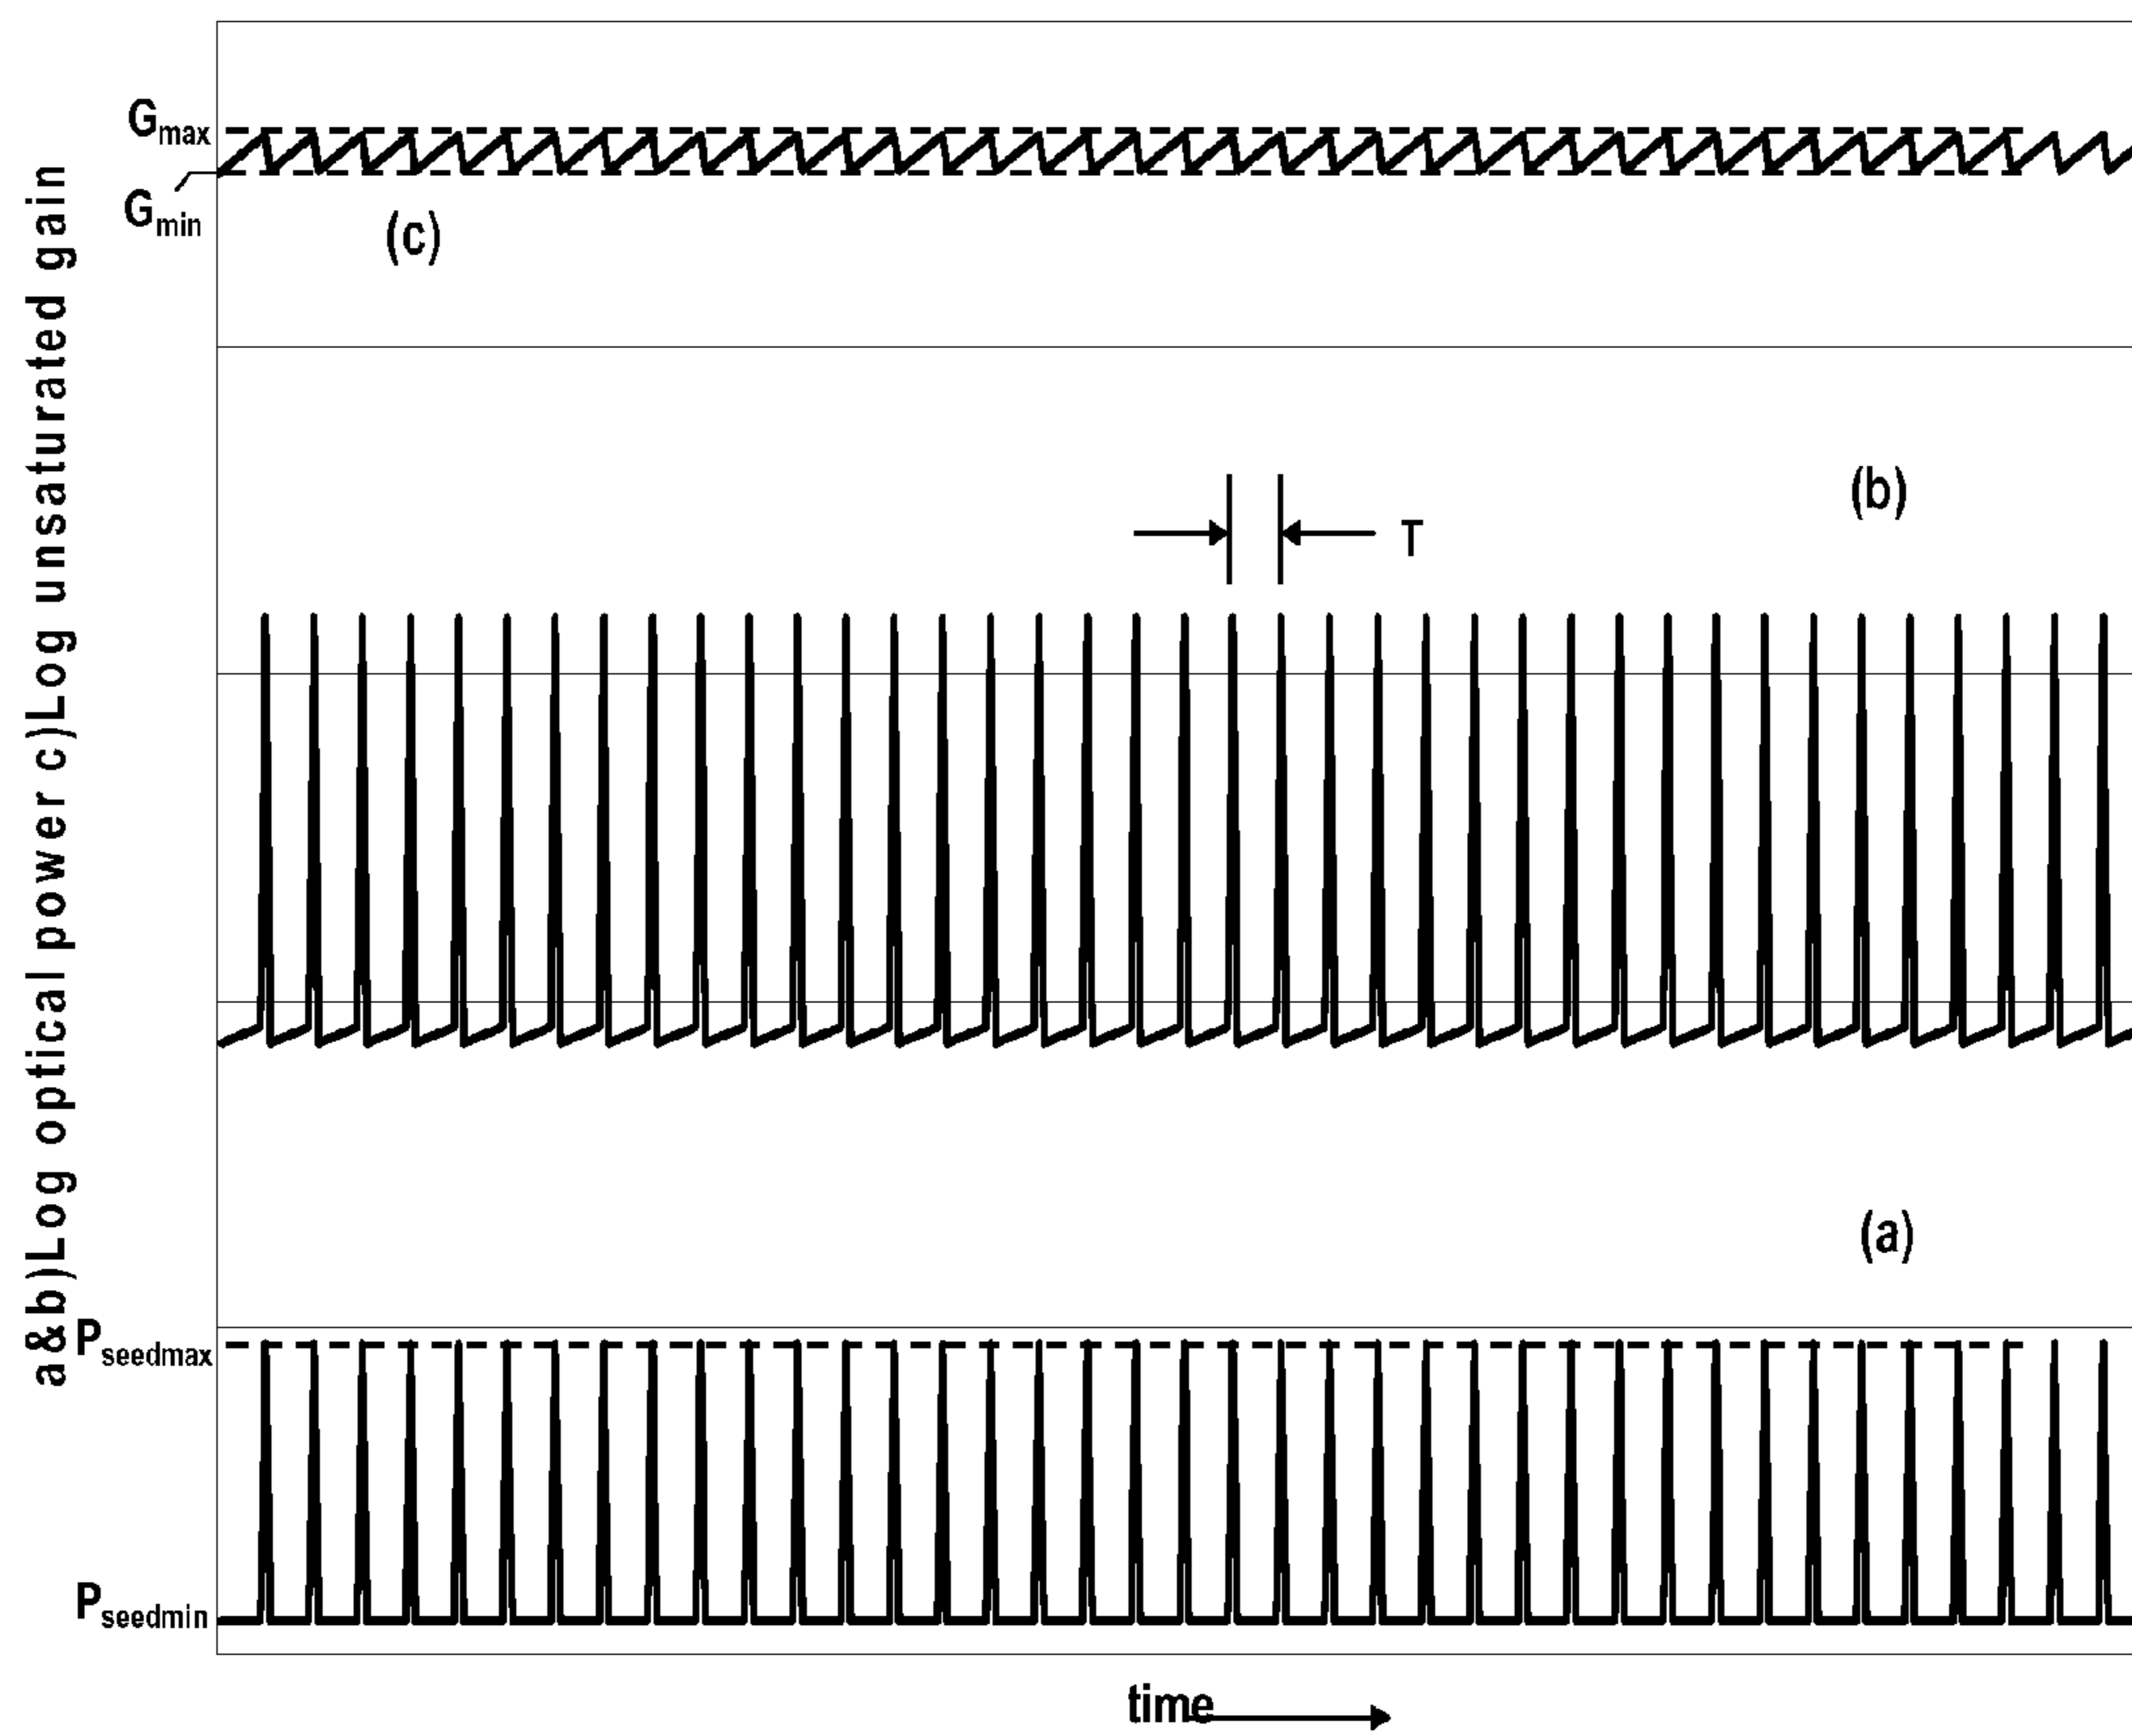 a&b)Log optical power c)Log unsaturated gain
Gmax
Gmin
(c)
(b)
T
(a)
Pseedmax
Pseedmin
time